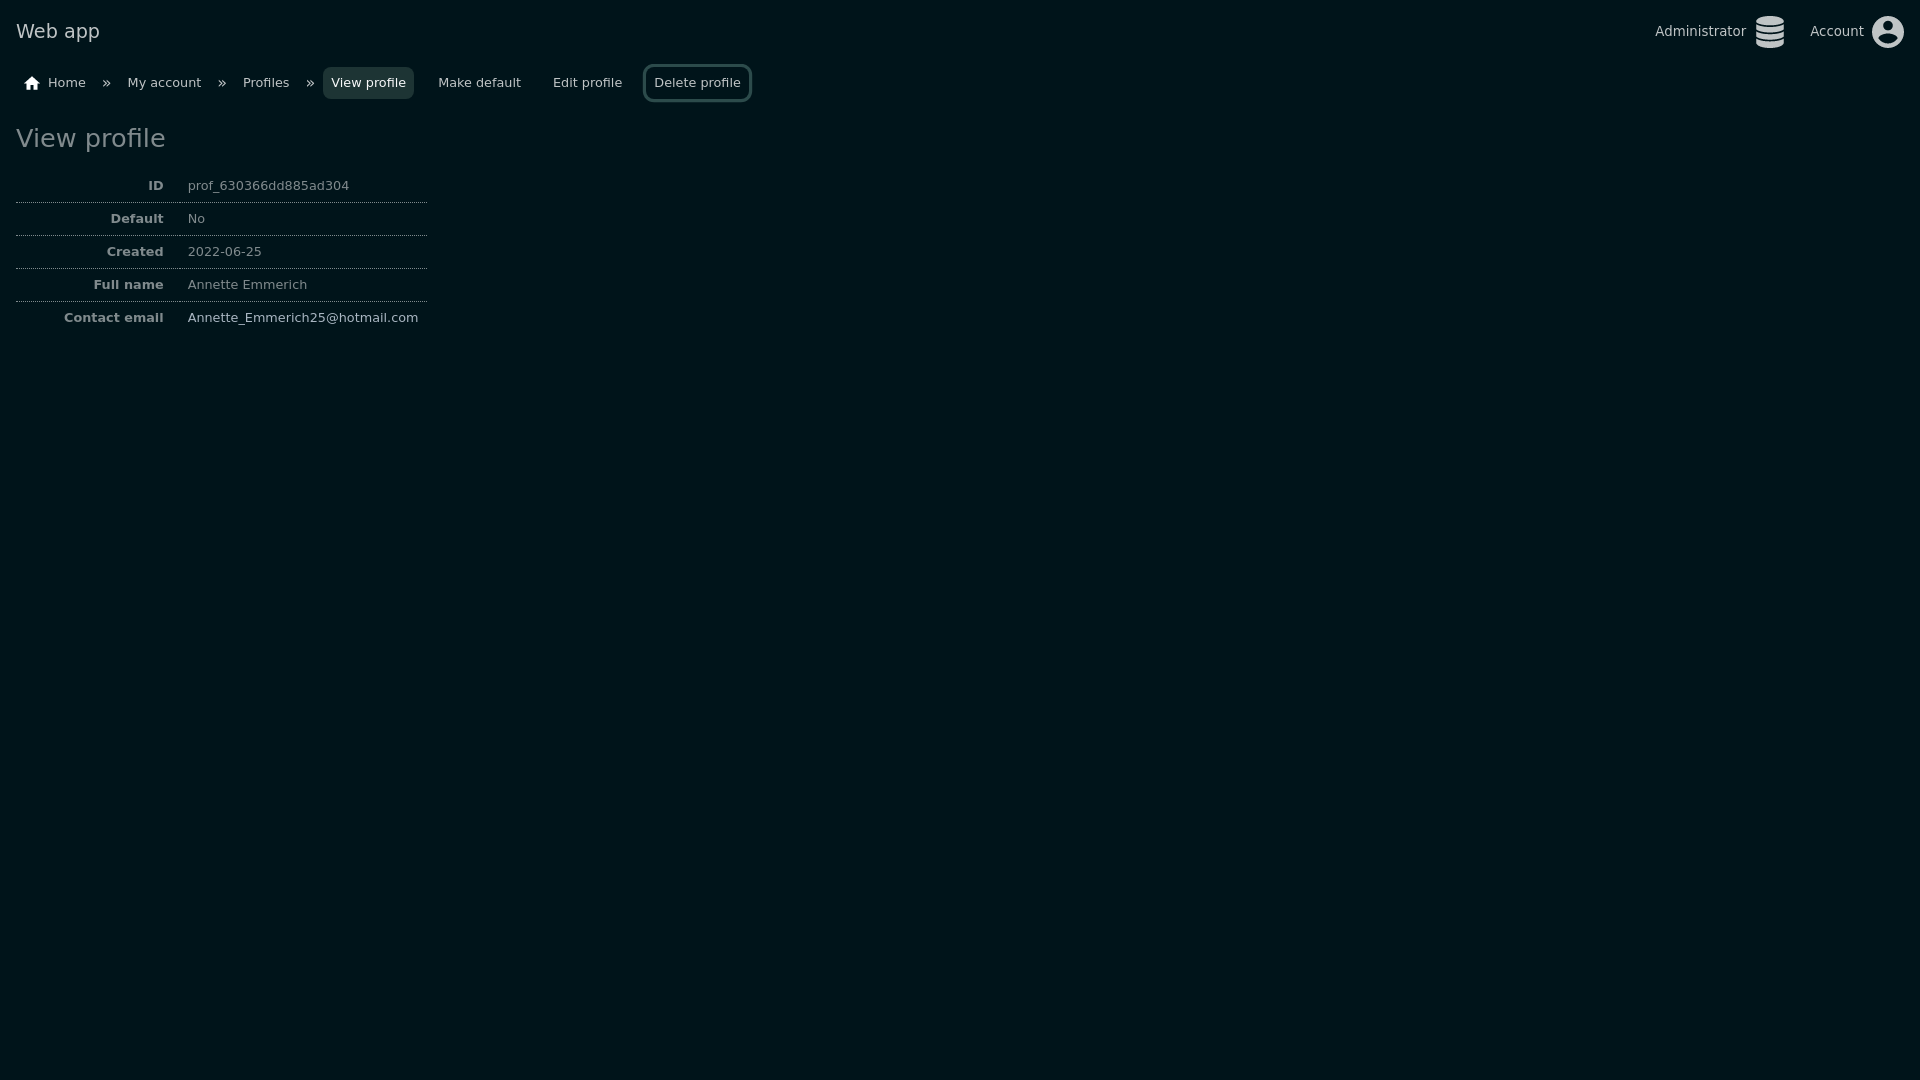 Web app
Administrator
Account
Home » My account » Profiles » View profile Make default Edit profile Delete profile
View profile
ID prof_630366dd885ad304
Default No
Created 2022-06-25
Full name Annette Emmerich
Contact email Annette_Emmerich25@hotmail.com